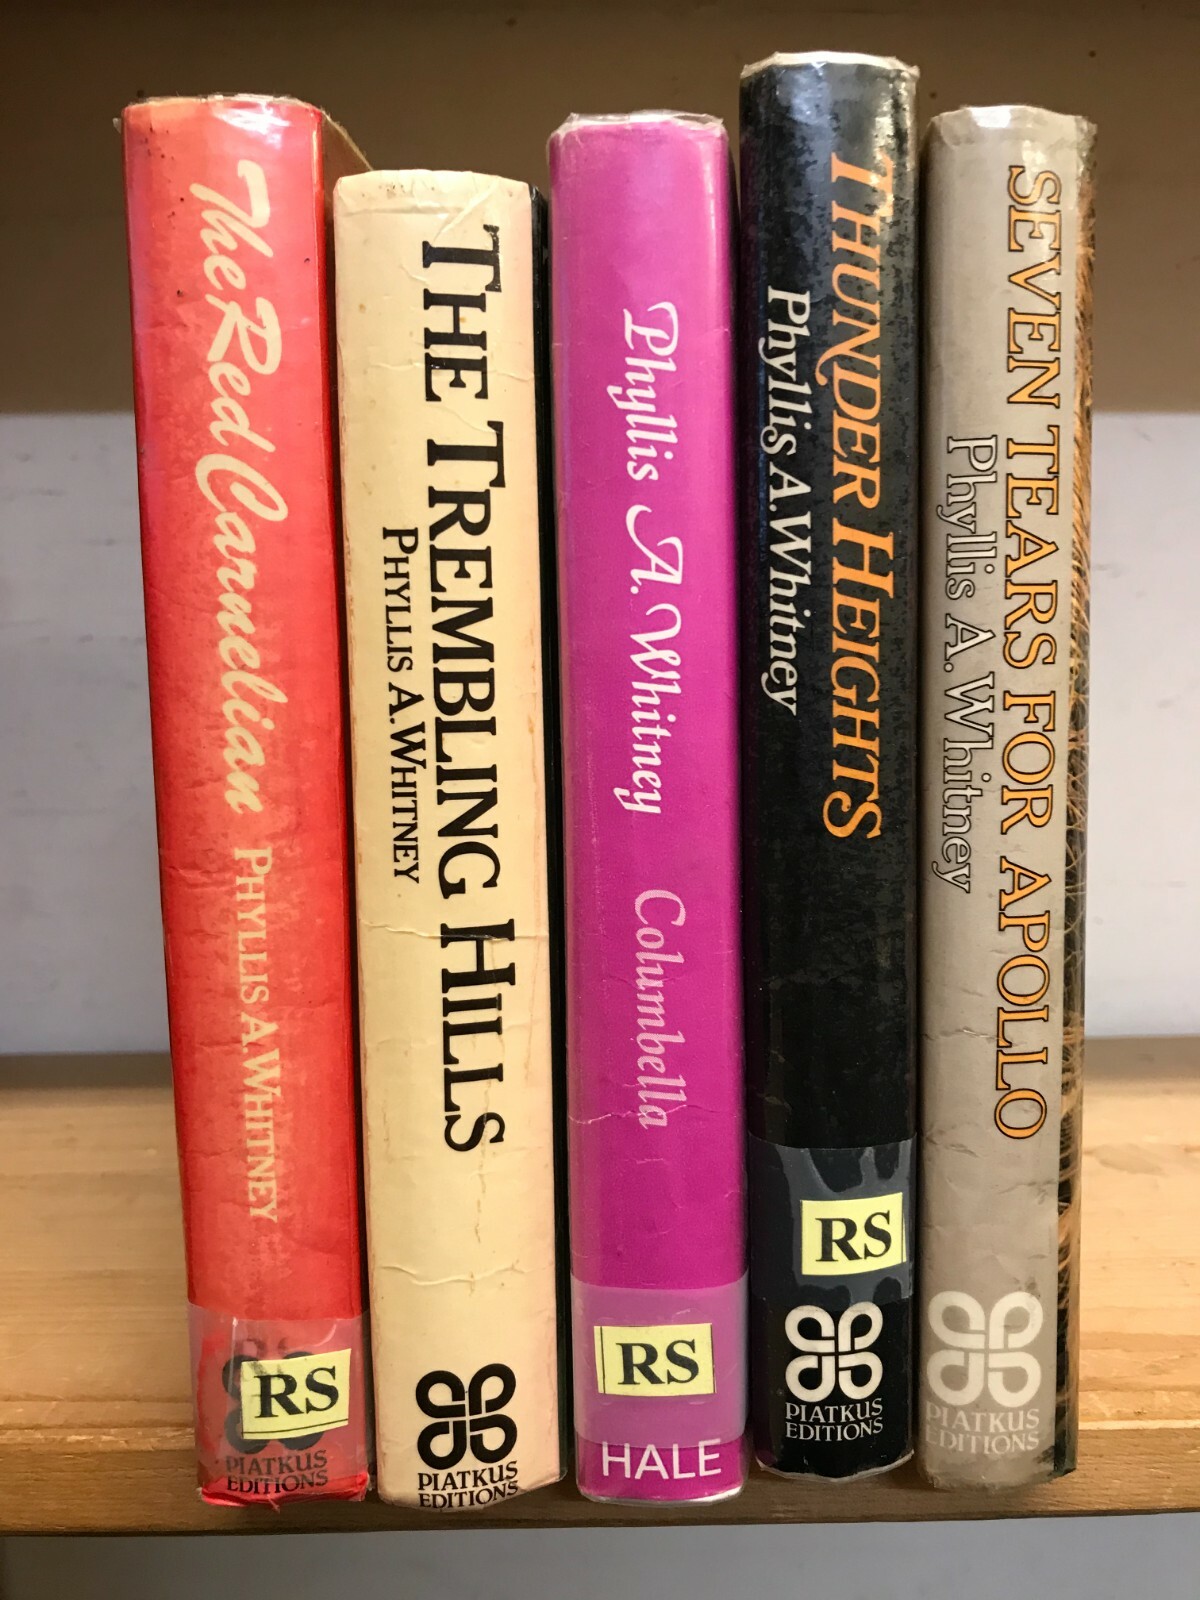 The Red Carnelian
PHYLLIS A. WHITNEY
RS
PIATKUS
EDITIONS
THE TREMBLING HILLS
PHYLLIS A. WHITNEY
PIATKUS
EDITIONS
Phyllis A. Whitney
Columbella
RS
HALE
THUNDER HEIGHTS
Phyllis A. Whitney
RS
PIATKUS
EDITIONS
SEVEN TEARS FOR APOLLO
Phyllis A. Whitney
PIATKUS
EDITIONS